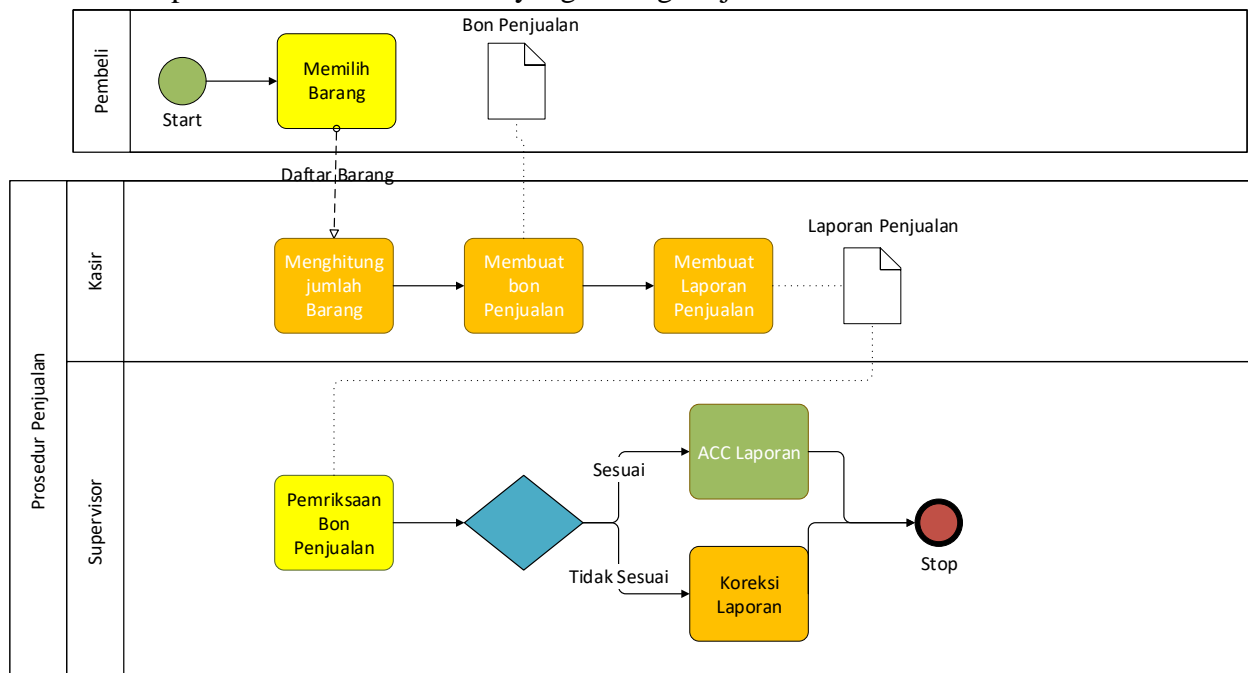 yang
Bon Penjualan
Pembeli
Memilih
Barang
Start
Daftar Barang
Prosedur Penjualan
Kasir
Menghitung
jumlah
Barang
Membuat
bon
Penjualan
Membuat
Laporan
Penjualan
Laporan Penjualan
Supervisor
Pemriksaan
Bon
Penjualan
Sesuai
Tidak Sesuai
ACC Laporan
Koreksi
Laporan
Stop